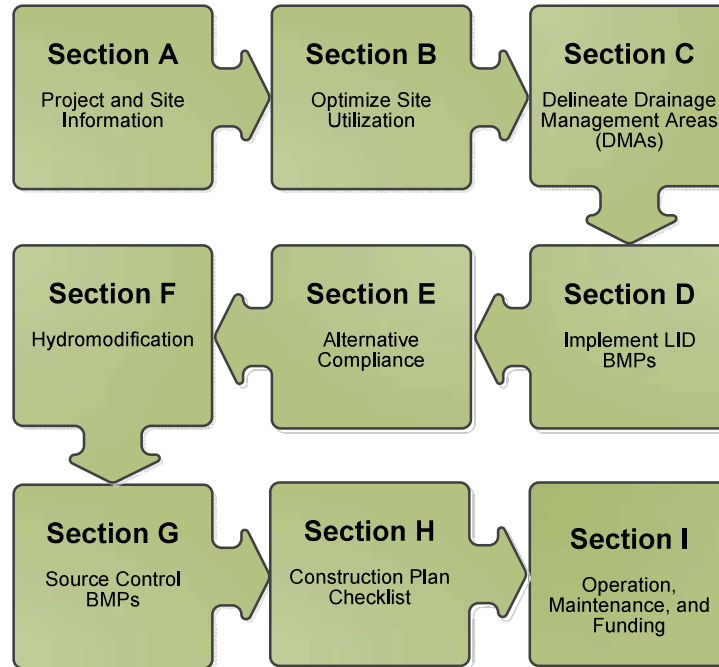 Section A
Project and Site
Information
Section B
Optimize Site
Utilization
Section C
Delineate Drainage
Management Areas
(DMAs)
Section D
Implement LID
BMPs
Section E
Alternative
Compliance
Section F
Hydromodification
Section G
Source Control
BMPs
Section H
Construction Plan
Checklist
Section I
Operation,
Maintenance, and
Funding